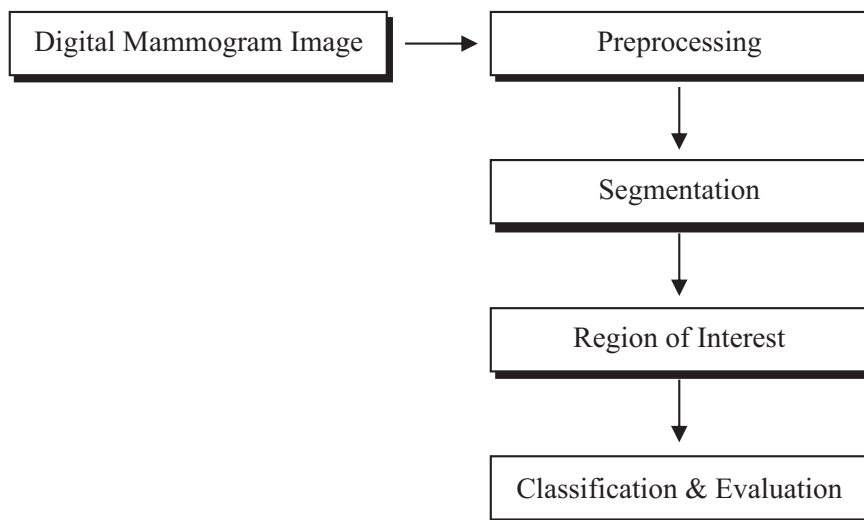 Digital Mammogram Image
Preprocessing
Segmentation
Region of Interest
Classification & Evaluation